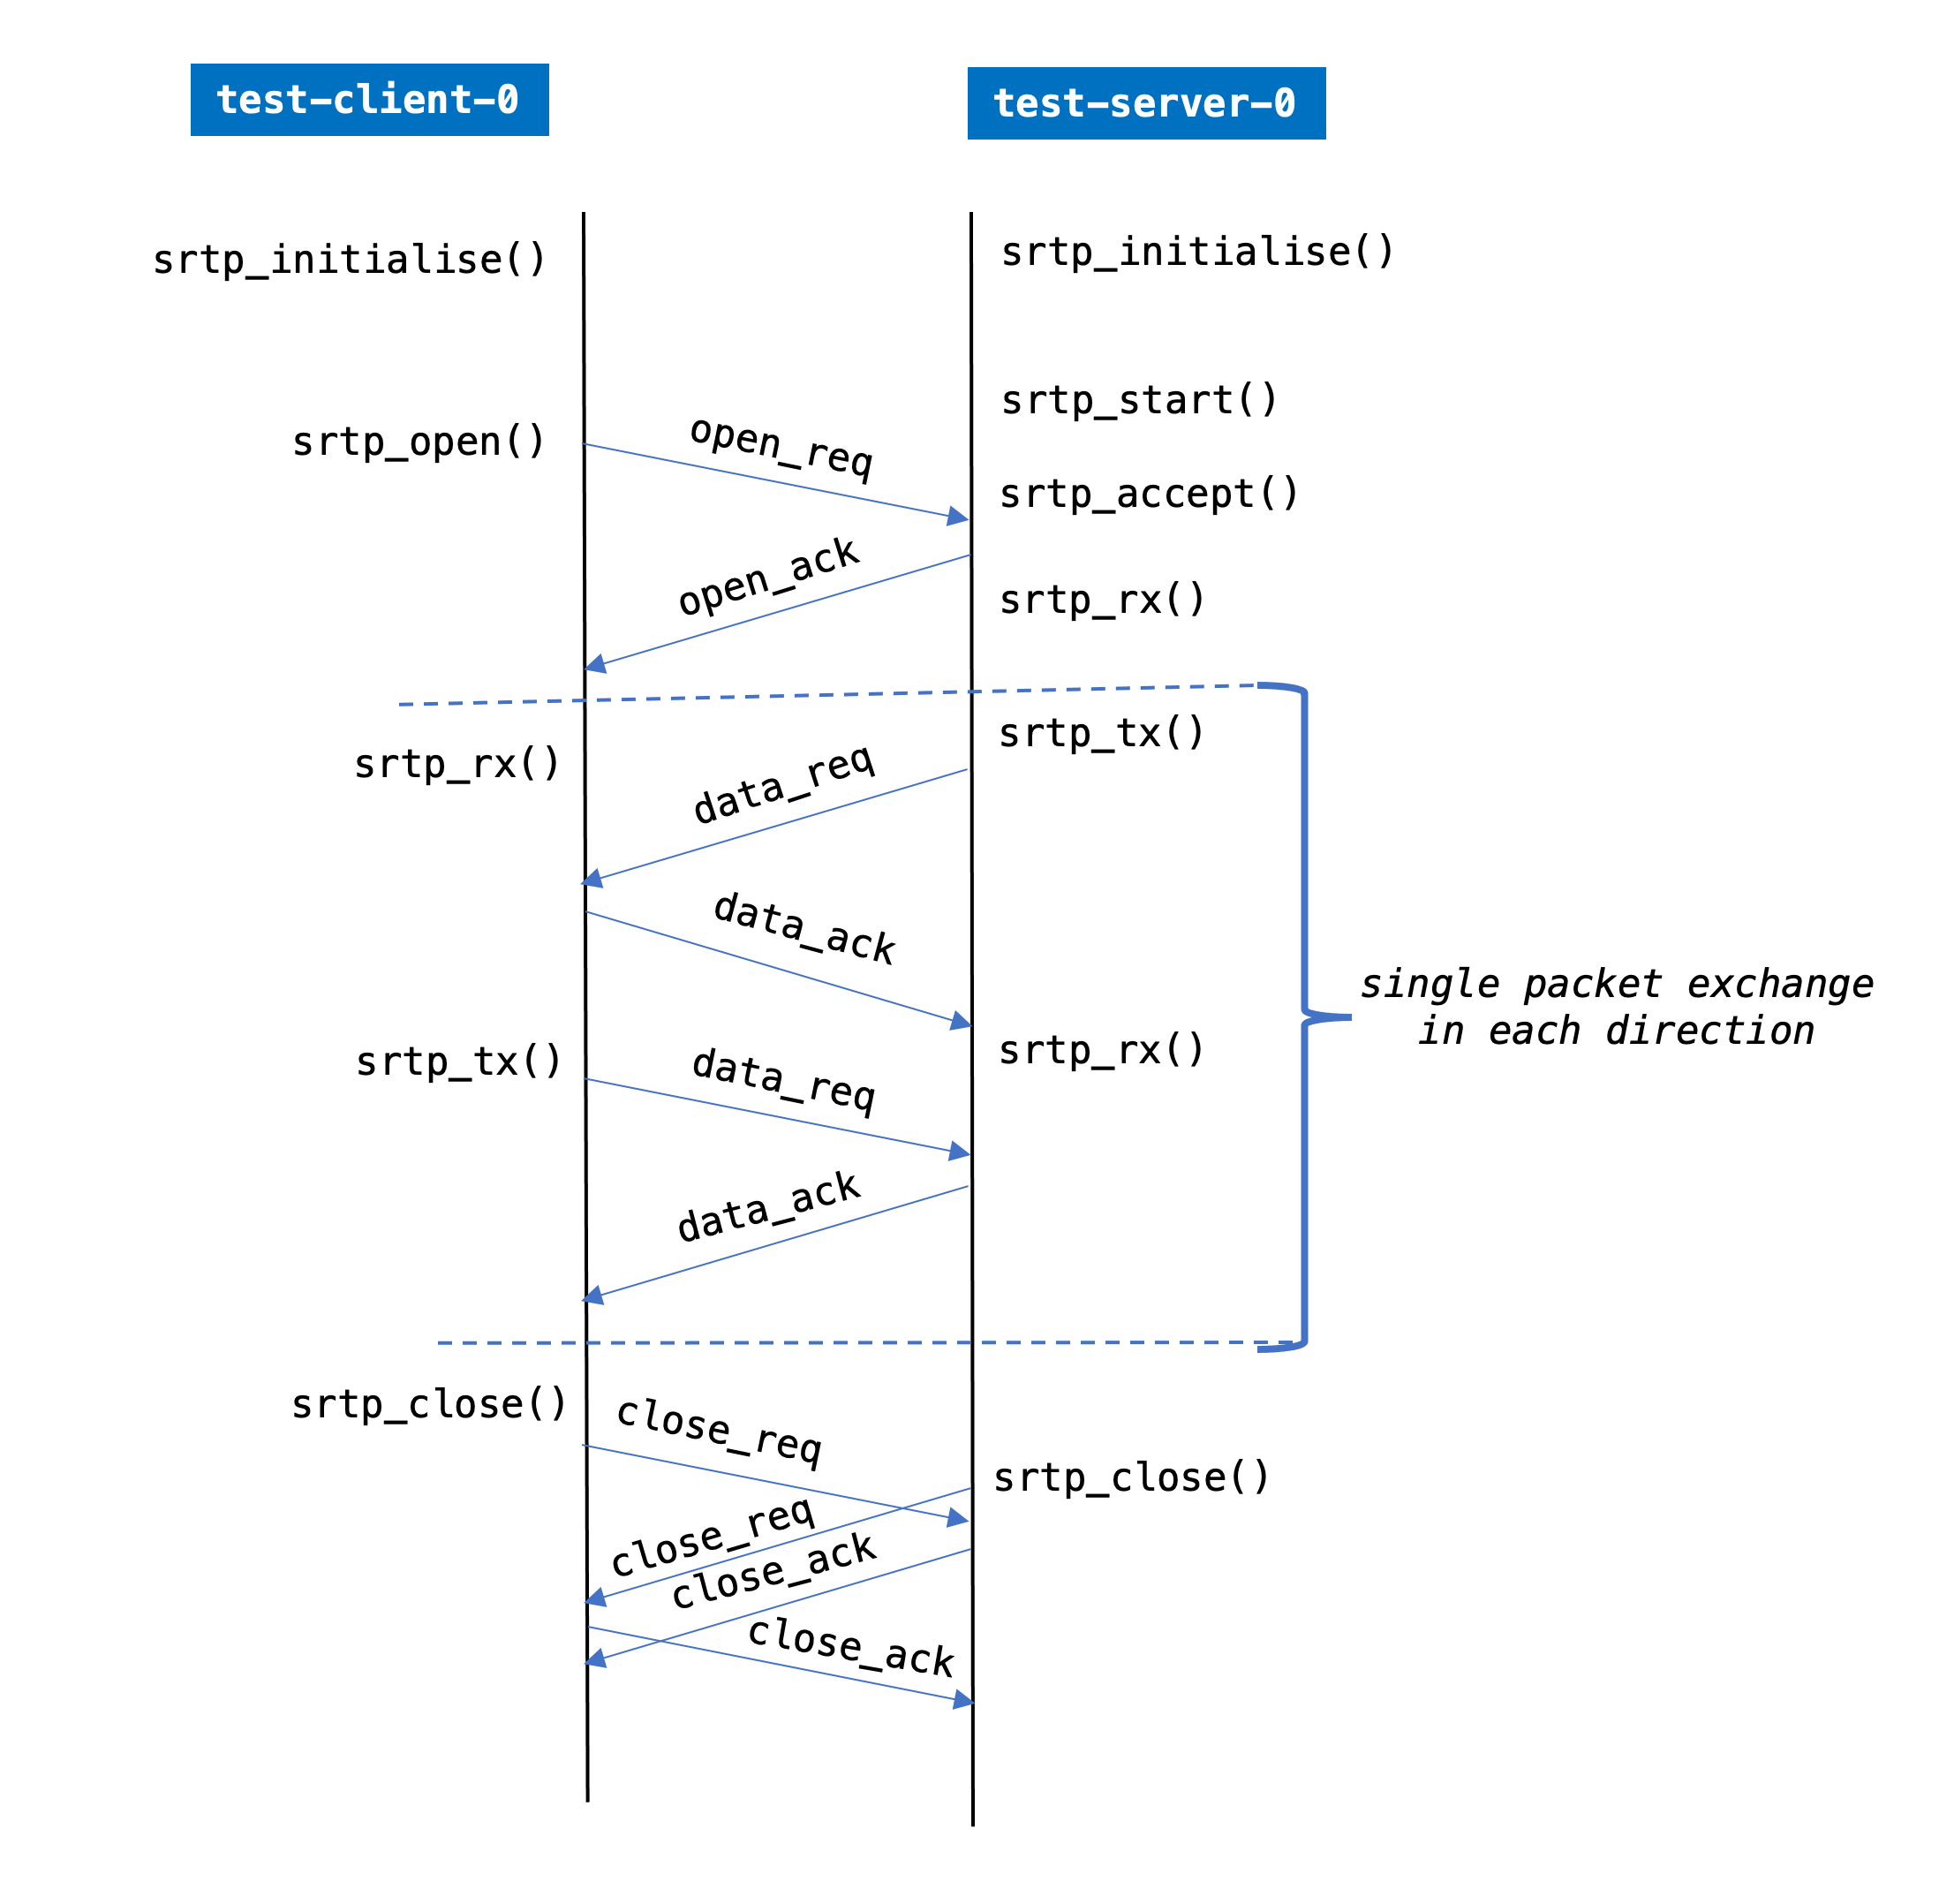 test-client-0
test-server-0
srtp_initialise()
srtp_initialise()
srtp_start()
srtp_open()
open_req
srtp_accept()
open_ack
srtp_rx()
srtp_tx()
srtp_rx()
data_req
data_ack
single packet exchange
in each direction
srtp_tx()
data_req
srtp_rx()
data_ack
srtp_close()
close_req
srtp_close()
close_req
close_ack
close_ack